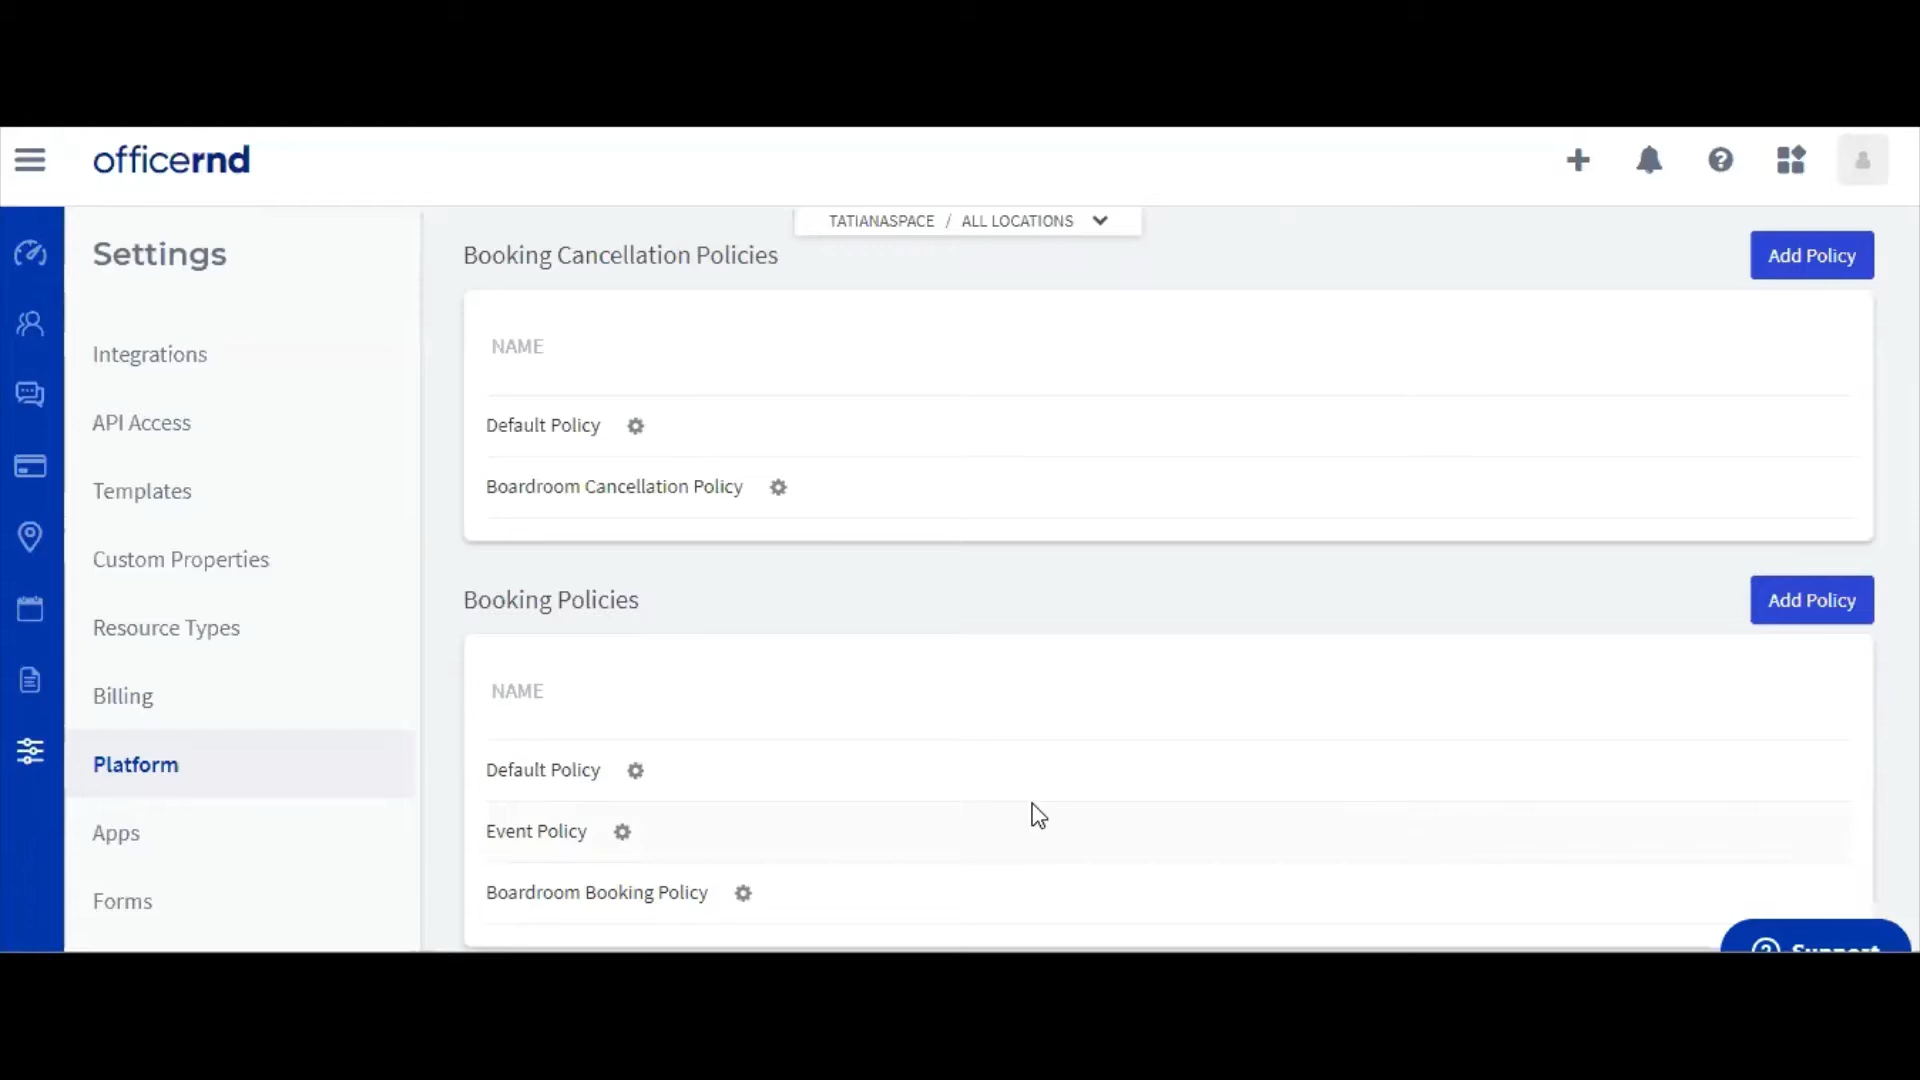 officernd
TATIANASPACE / ALL LOCATIONS
Settings
Integrations
API Access
Templates
Custom Properties
Resource Types
Billing
Platform
Apps
Forms
Booking Cancellation Policies
Add Policy
NAME
Default Policy
Boardroom Cancellation Policy
Booking Policies
Add Policy
NAME
Default Policy
Event Policy
Boardroom Booking Policy
Support